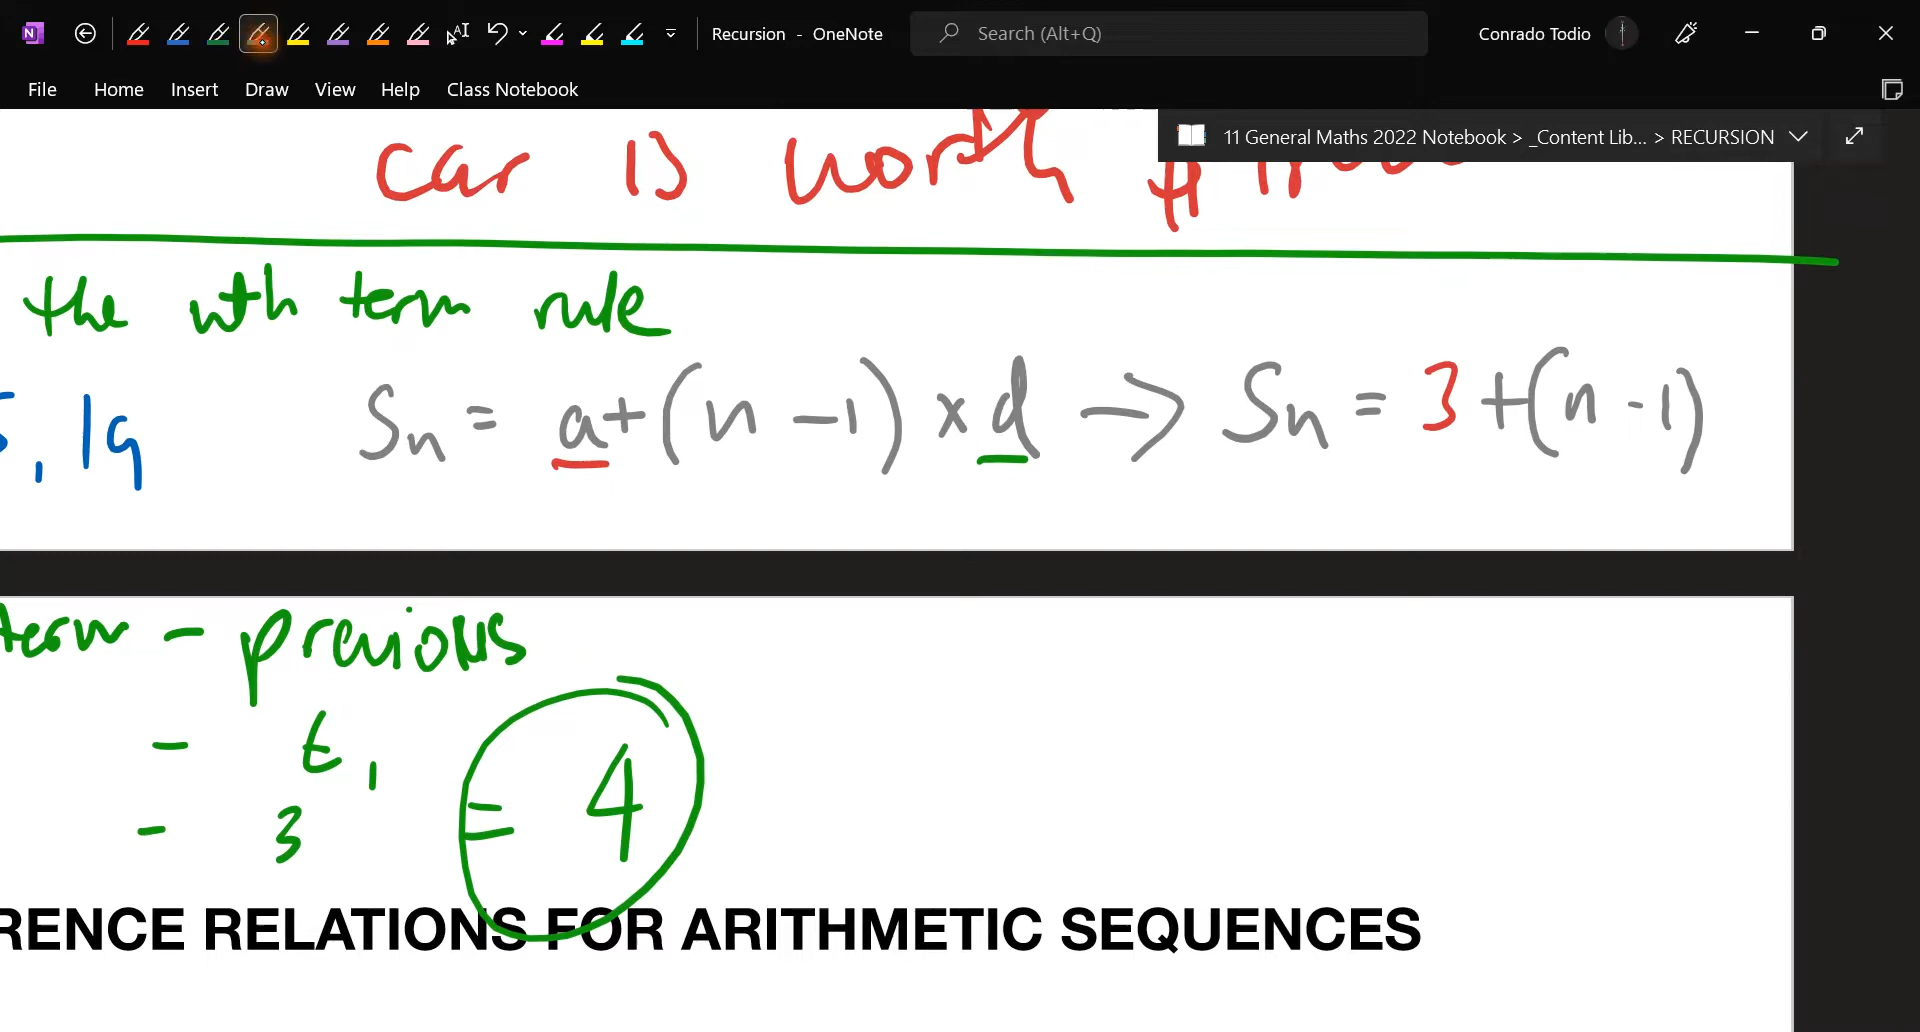 Recursion - OneNote
Search (Alt+Q)
Conrado Todio
File Home Insert Draw View Help Class Notebook
11 General Maths 2022 Notebook > _Content Lib... > RECURSION
car is worth $
the nth term rule
, 19
Sn = a+(n-1)×d → Sn = 3+(n-1)
term - previous
- t1
- 3 = 4
RENCE RELATIONS FOR ARITHMETIC SEQUENCES